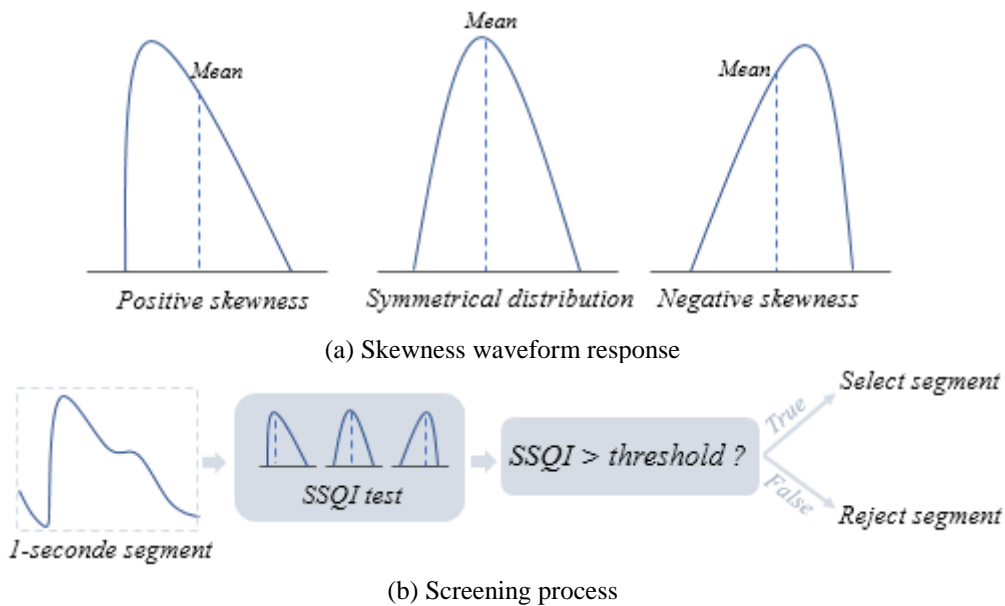 Mean
Mean
Mean
Positive skewness
Symmetrical distribution
Negative skewness
(a) Skewness waveform response
1-seconde segment
SSQI test
SSQI > threshold ?
True
False
Select segment
Reject segment
(b) Screening process